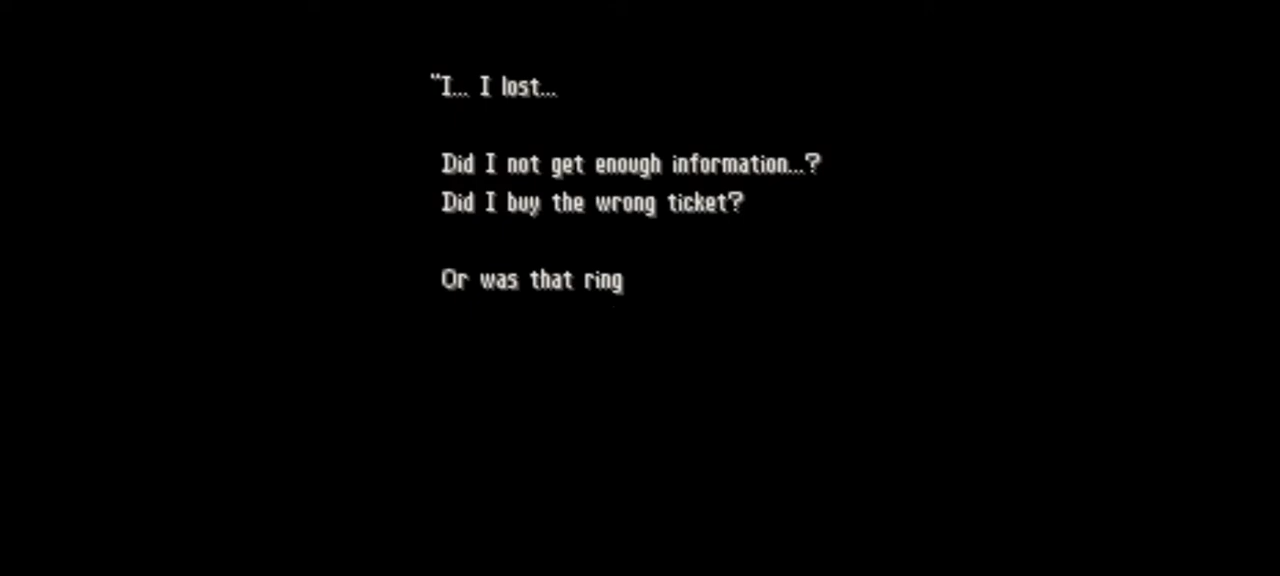 "I... I lost...
Did I not get enough information...?
Did I buy the wrong ticket?
Or was that ring